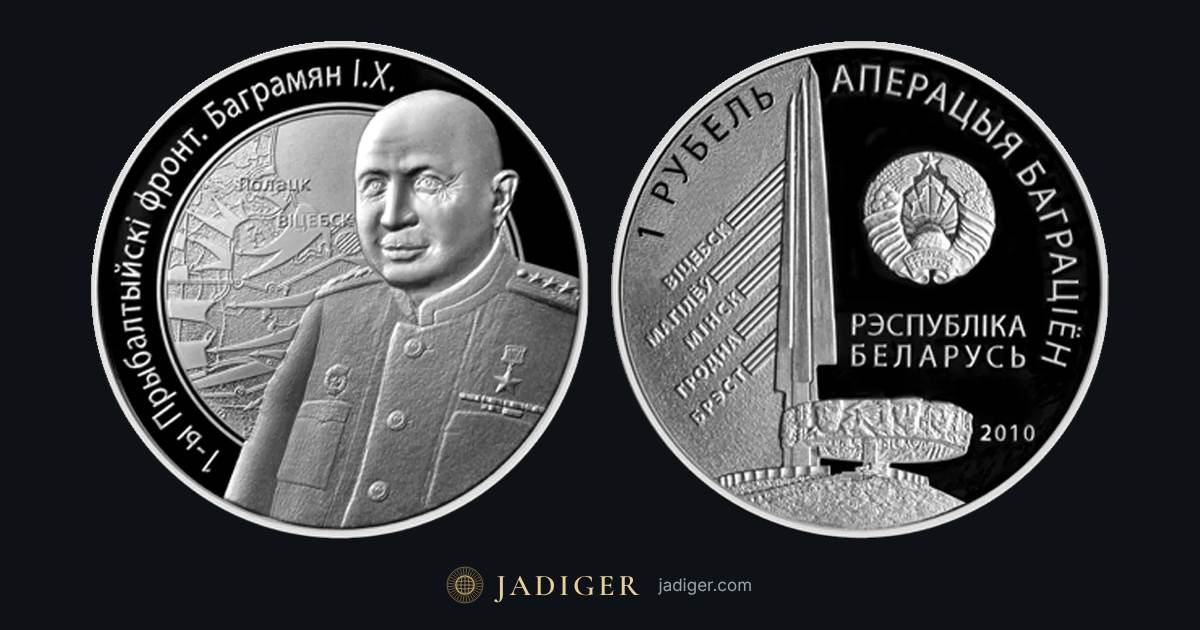 1-ы Прыбалтыйскі фронт. Баграмян І.Х.
Полацк
ВІЦЕБСК
1 РУБЕЛЬ
АПЕРАЦЫЯ БАГРАЦІЁН
ВІЦЕБСК
МАГІЛЁЎ
МІНСК
ГРОДНА
БРЭСТ
РЭСПУБЛІКА
БЕЛАРУСЬ
2010
JADIGER
jadiger.com